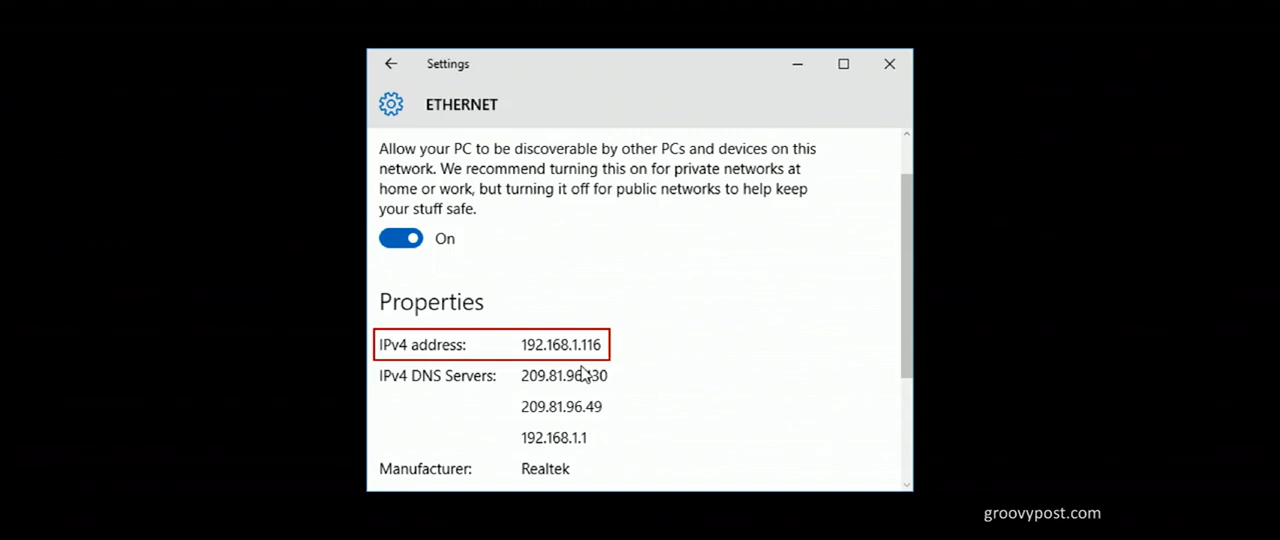 Settings
ETHERNET
Allow your PC to be discoverable by other PCs and devices on this
network. We recommend turning this on for private networks at
home or work, but turning it off for public networks to help keep
your stuff safe.
On
Properties
IPv4 address: 192.168.1.116
IPv4 DNS Servers:
209.81.96.49
192.168.1.1
Manufacturer: Realtek
groovypost.com